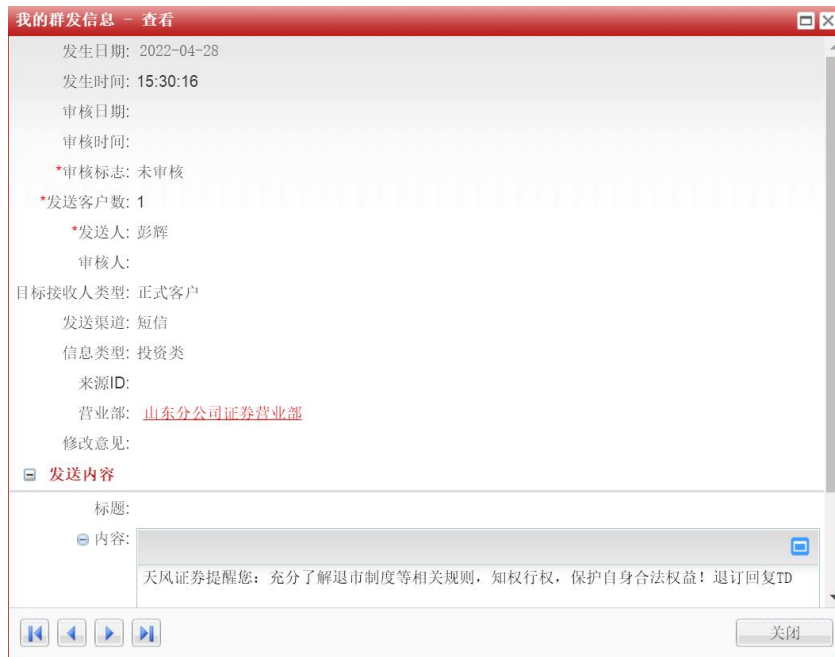 我的群发信息 - 查看
发生日期: 2022-04-28
发生时间: 15:30:16
审核日期:
审核时间:
*审核标志: 未审核
*发送客户数: 1
*发送人: 彭辉
审核人:
目标接收人类型: 正式客户
发送渠道: 短信
信息类型: 投资类
来源ID:
营业部: 山东分公司证券营业部
修改意见:
发送内容
标题:
内容:
天风证券提醒您: 充分了解退市制度等相关规则, 知权行权, 保护自身合法权益! 退订回复TD
关闭